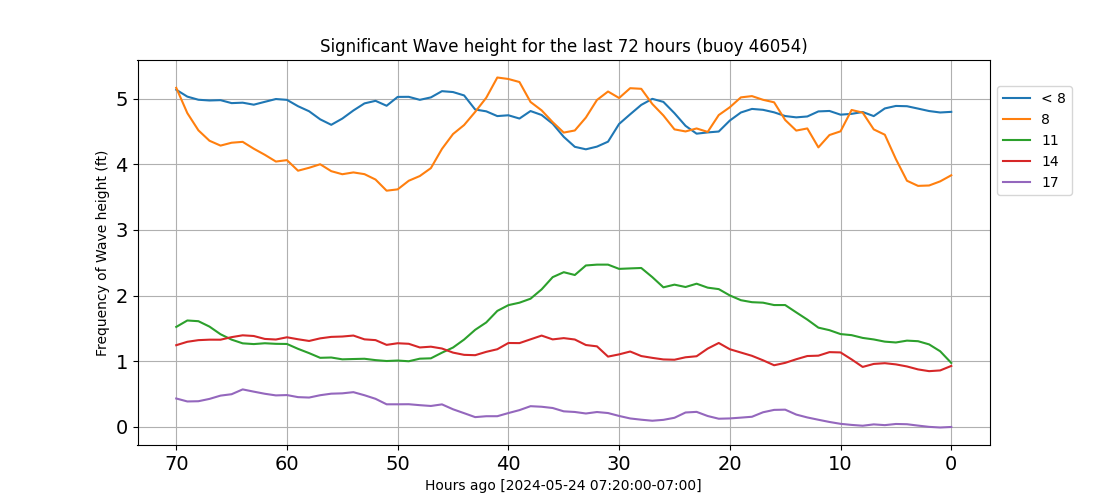 Significant Wave height for the last 72 hours (buoy 46054)
Frequency of Wave height (ft)
5
4
3
2
1
0
70 60 50 40 30 20 10 0
Hours ago [2024-05-24 07:20:00-07:00]
< 8
8
11
14
17